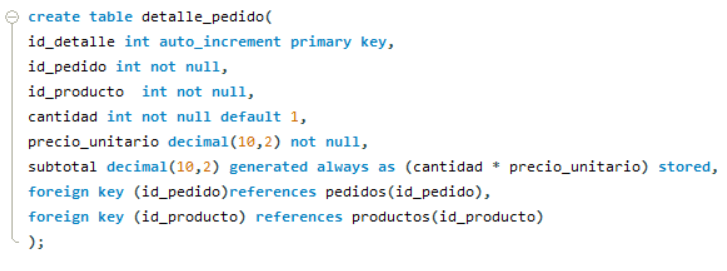 create table detalle_pedido(
id_detalle int auto_increment primary key,
id_pedido int not null,
id_producto  int not null,
cantidad int not null default 1,
precio_unitario decimal(10,2) not null,
subtotal decimal(10,2) generated always as (cantidad * precio_unitario) stored,
foreign key (id_pedido)references pedidos(id_pedido),
foreign key (id_producto) references productos(id_producto)
);